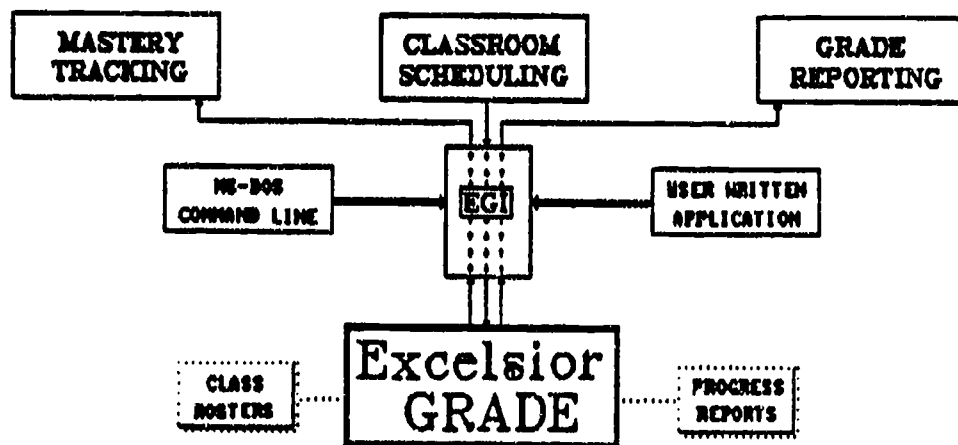 MASTERY
TRACKING
CLASSROOM
SCHEDULING
GRADE
REPORTING
MS-DOS
COMMAND LINE
EGI
USER WRITTEN
APPLICATION
Excelsior
GRADE
CLASS
ROSTERS
PROGRESS
REPORTS